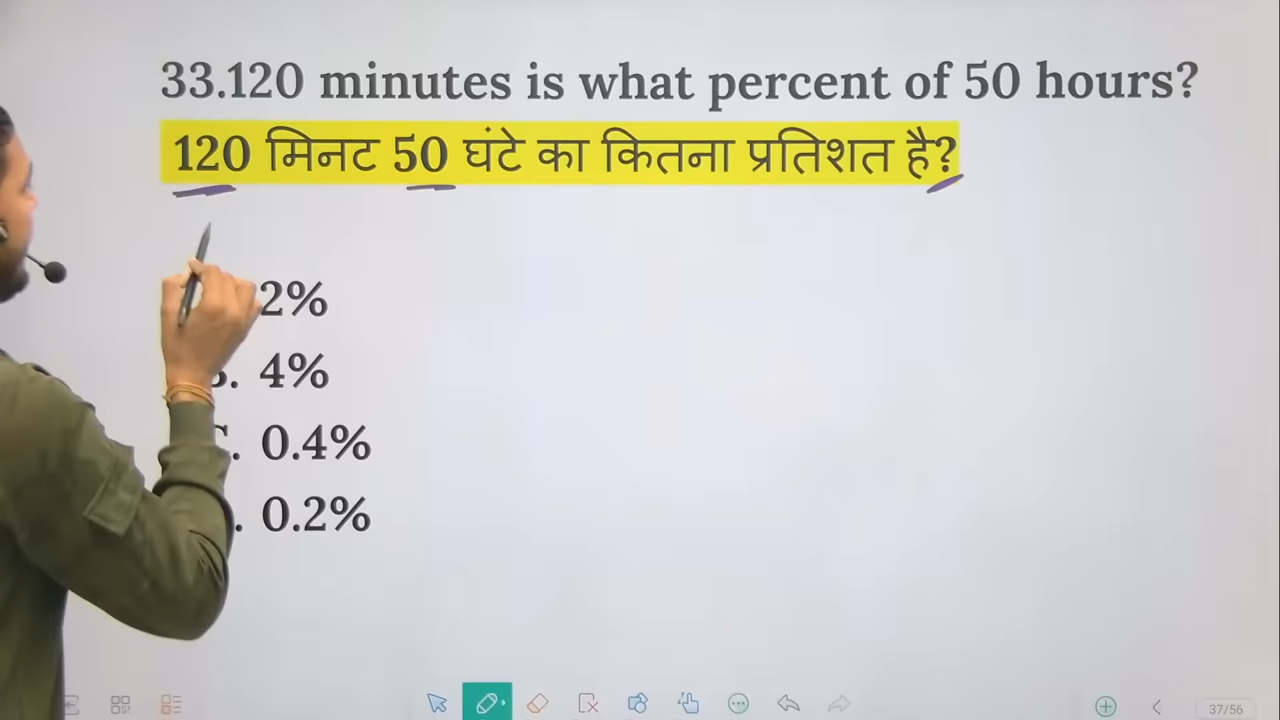 33.120 minutes is what percent of 50 hours?
120 मिनट 50 घंटे का कितना प्रतिशत है?
2%
B. 4%
C. 0.4%
. 0.2%
37/56